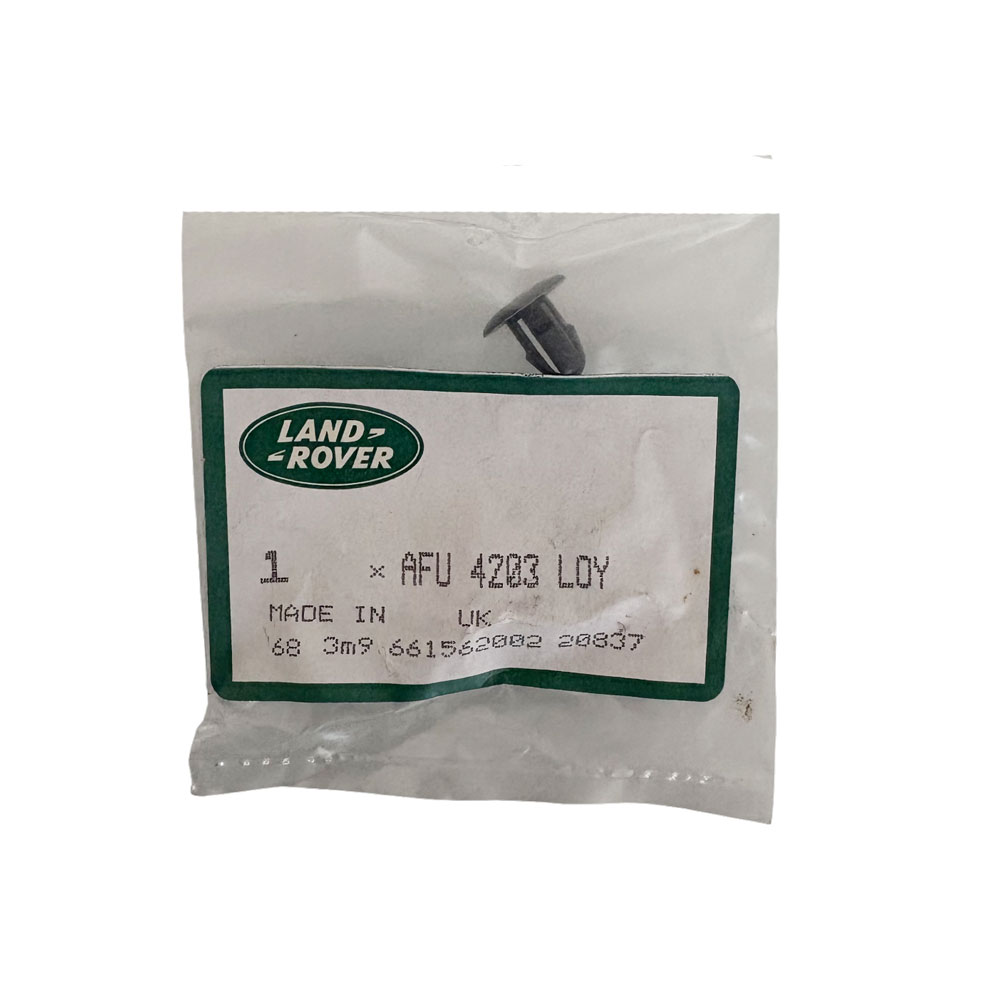 LAND
ROVER
1 × AFU 4203 LOY
MADE IN UK
68 3m9 661562002 20837